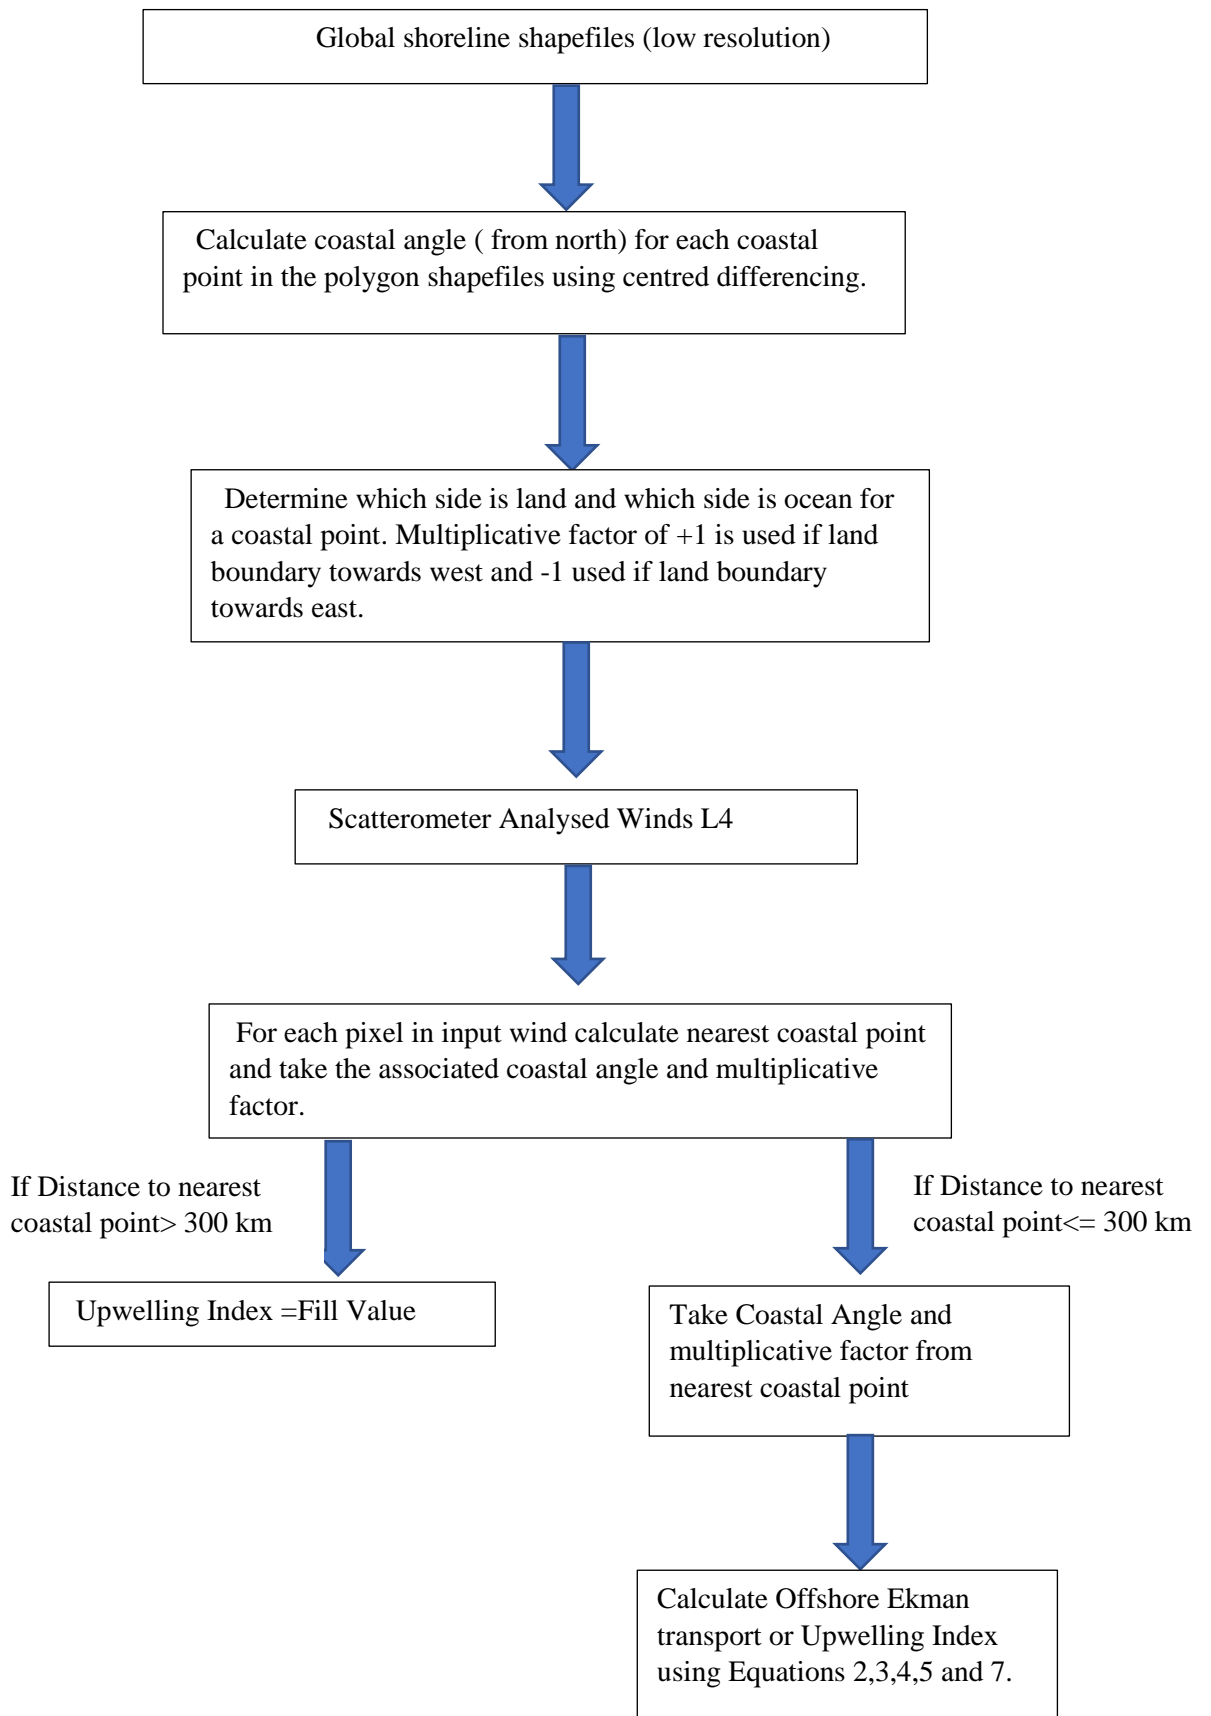 Global shoreline shapefiles (low resolution)
Calculate coastal angle ( from north) for each coastal
point in the polygon shapefiles using centred differencing.
Determine which side is land and which side is ocean for
a coastal point. Multiplicative factor of +1 is used if land
boundary towards west and -1 used if land boundary
towards east.
Scatterometer Analysed Winds L4
For each pixel in input wind calculate nearest coastal point
and take the associated coastal angle and multiplicative
factor.
If Distance to nearest
coastal point> 300 km
If Distance to nearest
coastal point<= 300 km
Upwelling Index =Fill Value
Take Coastal Angle and
multiplicative factor from
nearest coastal point
Calculate Offshore Ekman
transport or Upwelling Index
using Equations 2,3,4,5 and 7.